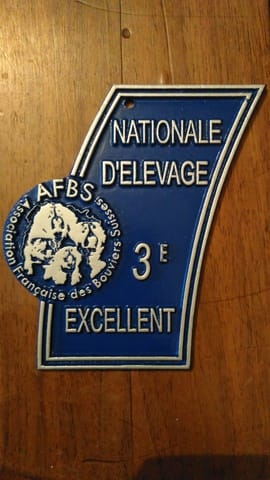 NATIONALE
D'ELEVAGE
3E
EXCELLENT
AFBS
Association Française des Bouviers Suisses